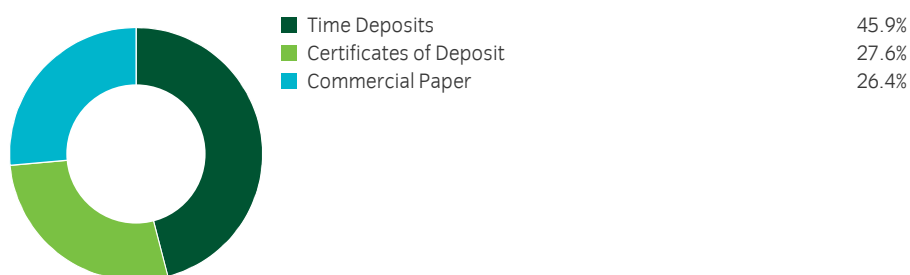 Time Deposits 45.9%
Certificates of Deposit 27.6%
Commercial Paper 26.4%